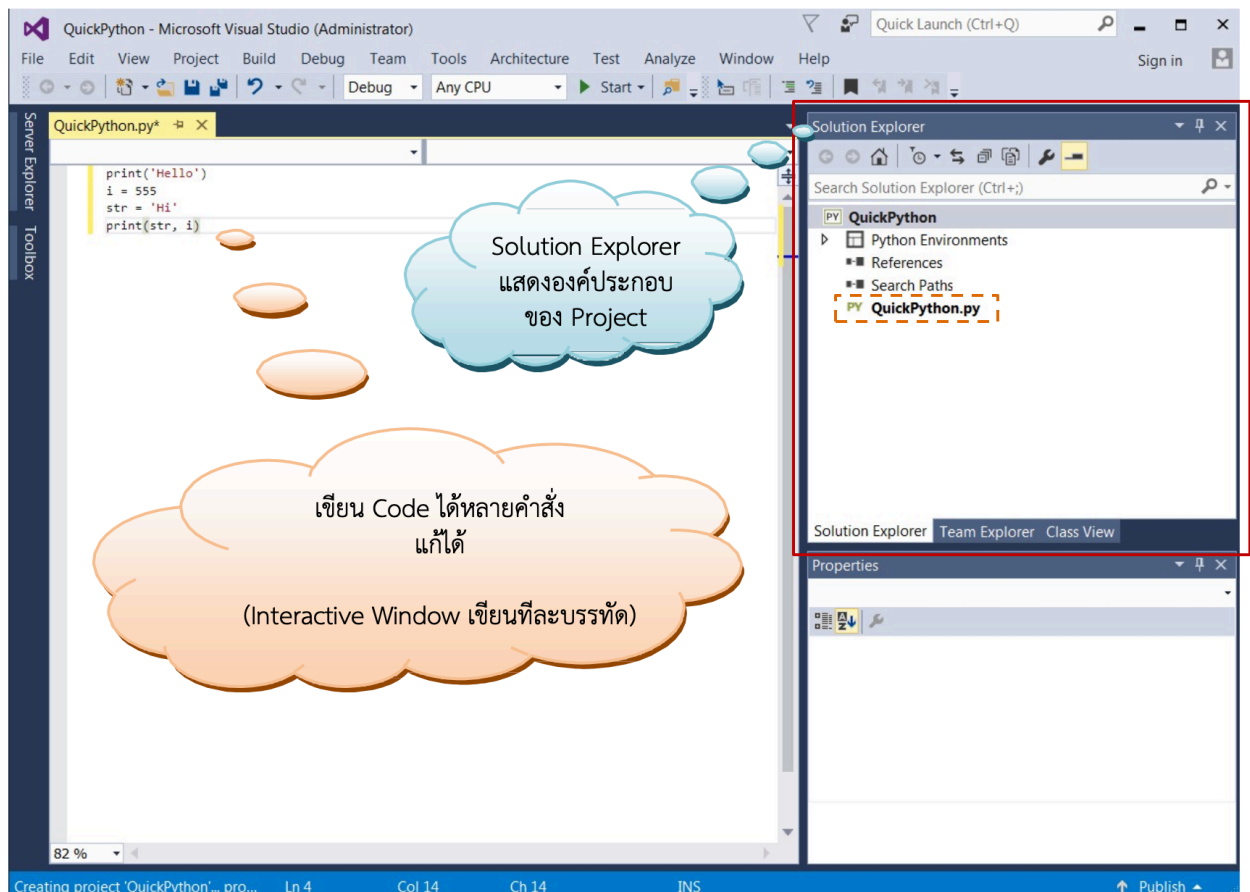 QuickPython - Microsoft Visual Studio (Administrator)
Quick Launch (Ctrl+Q)
File Edit View Project Build Debug Team Tools Architecture Test Analyze Window Help
Sign in
Debug
Any CPU
Start
Server Explorer
Toolbox
QuickPython.py*
print('Hello')
i = 555
str = 'Hi'
print(str, i)
Solution Explorer
แสดงองค์ประกอบ
ของ Project
เขียน Code ได้หลายคำสั่ง
แก้ได้
(Interactive Window เขียนทีละบรรทัด)
82 %
Solution Explorer
Search Solution Explorer (Ctrl+;)
PY QuickPython
Python Environments
References
Search Paths
PY QuickPython.py
Solution Explorer Team Explorer Class View
Properties
Creating project 'QuickPython'... pro... Ln 4 Col 14 Ch 14 INS
Publish